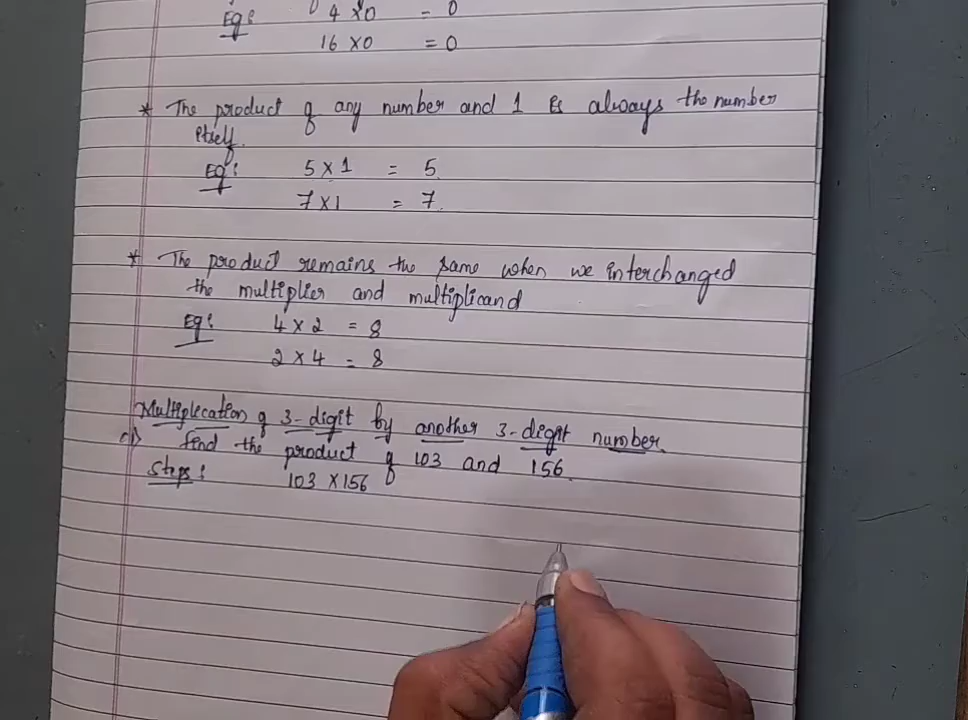 Eg: 4 x 0 = 0
16 x 0 = 0
* The product of any number and 1 is always the number
itself.
Eg: 5 x 1 = 5.
7 x 1 = 7.
* The product remains the same when we interchanged
the multiplier and multiplicand
Eg: 4 x 2 = 8
2 x 4 = 8
Multiplication of 3-digit by another 3-digit number.
find the product of 103 and 156.
Steps: 103 x 156